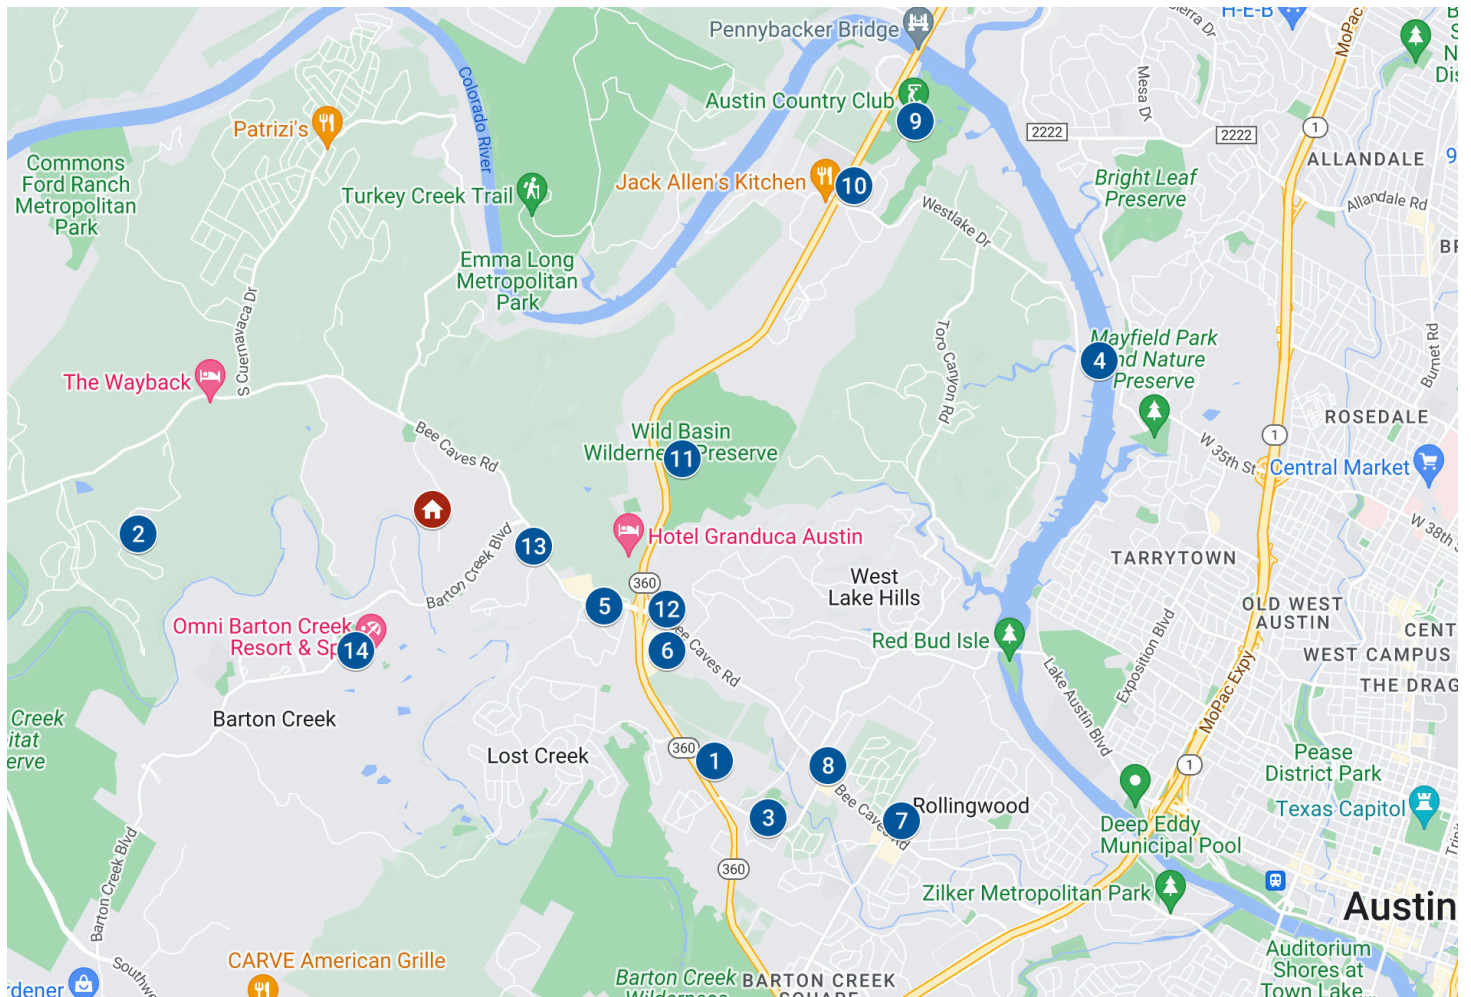 Pennybacker Bridge
H-E-B
Sierra Dr
MoPac
Colorado River
Mesa Dr
Austin Country Club
9
Patrizi's
2222
2222
1
ALLANDALE
Commons
Ford Ranch
Metropolitan
Park
Jack Allen's Kitchen
10
Bright Leaf
Preserve
Turkey Creek Trail
Allandale Rd
Westlake Dr
Emma Long
Metropolitan
Park
S Cuernavaca Dr
Toro Canyon Rd
Burnet Rd
Mayfield Park
4
Preserve
The Wayback
ROSEDALE
Bee Caves Rd
Wild Basin
11
Preserve
1
W 35th St
Central Market
2
13
Hotel Granduca Austin
W 38th
Barton Creek Blvd
360
West
Lake Hills
TARRYTOWN
5
12
OLD WEST
AUSTIN
Omni Barton Creek
Resort & Sp
14
6
Bee Caves Rd
Red Bud Isle
Exposition Blvd
WEST CAMPUS
THE DRAG
Barton Creek
Creek
Lake Austin Blvd
MoPac Expy
Lost Creek
360
1
8
1
Pease
District Park
3
Bee Caves Rd
7
Rollingwood
Texas Capitol
Deep Eddy
Municipal Pool
Barton Creek Blvd
360
Zilker Metropolitan Park
Austin
CARVE American Grille
Auditorium
Shores at
Town Lake...
Barton Creek
Wilderness
BARTON CREEK
SQUARE